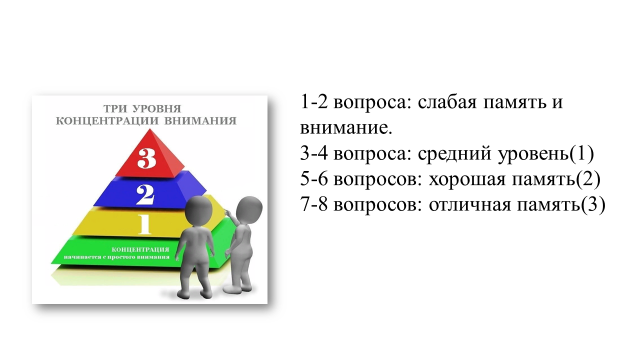 ТРИ УРОВНЯ
КОНЦЕНТРАЦИИ ВНИМАНИЯ
3
2
1
КОНЦЕНТРАЦИЯ
начинается с простого внимания
1-2 вопроса: слабая память и
внимание.
3-4 вопроса: средний уровень(1)
5-6 вопросов: хорошая память(2)
7-8 вопросов: отличная память(3)